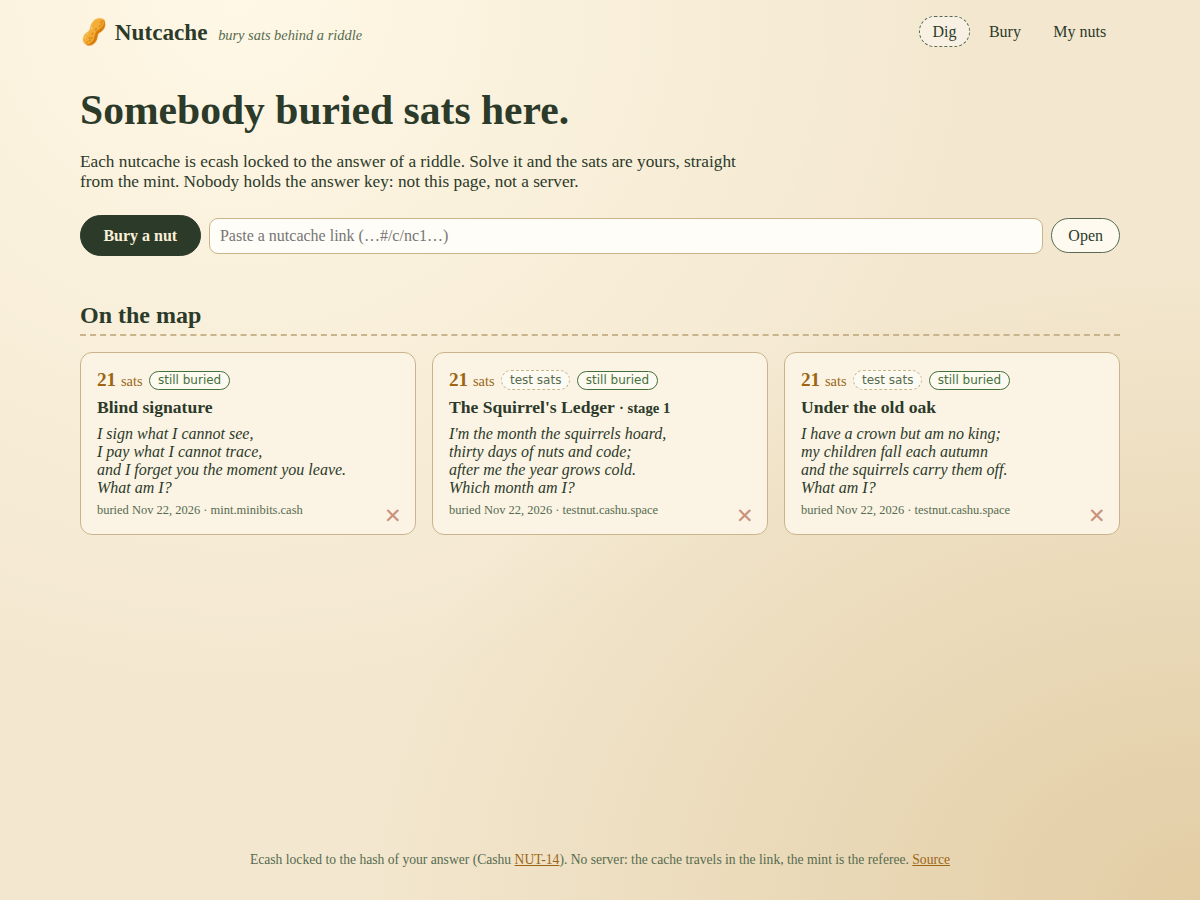 Nutcache bury sats behind a riddle
Dig Bury My nuts
Somebody buried sats here.
Each nutcache is ecash locked to the answer of a riddle. Solve it and the sats are yours, straight
from the mint. Nobody holds the answer key: not this page, not a server.
Bury a nut Paste a nutcache link (…#/c/nc1…) Open
On the map
21 sats still buried
Blind signature
I sign what I cannot see,
I pay what I cannot trace,
and I forget you the moment you leave.
What am I?
buried Nov 22, 2026 · mint.minibits.cash
21 sats test sats still buried
The Squirrel's Ledger · stage 1
I'm the month the squirrels hoard,
thirty days of nuts and code;
after me the year grows cold.
Which month am I?
buried Nov 22, 2026 · testnut.cashu.space
21 sats test sats still buried
Under the old oak
I have a crown but am no king;
my children fall each autumn
and the squirrels carry them off.
What am I?
buried Nov 22, 2026 · testnut.cashu.space
Ecash locked to the hash of your answer (Cashu NUT-14). No server: the cache travels in the link, the mint is the referee. Source